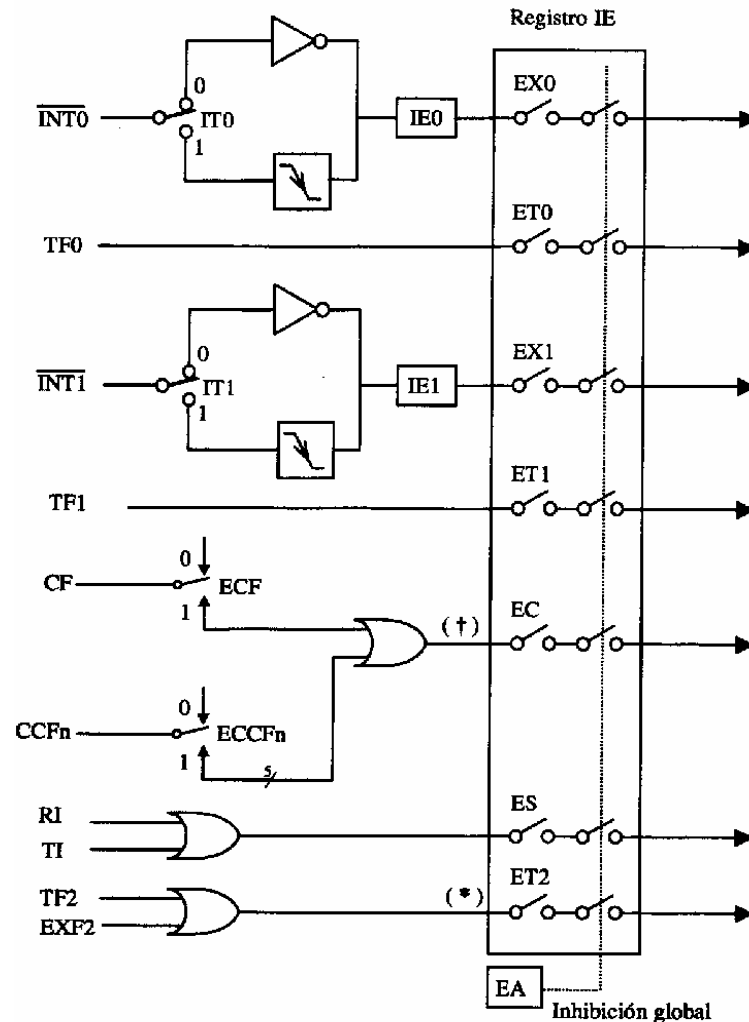 Registro IE
0
INT0
IT0
1
IE0
EX0
TF0
ET0
0
INT1
IT1
1
IE1
EX1
TF1
ET1
0
CF
ECF
1
(†)
EC
0
CCFn
ECCFn
1
5
RI
TI
ES
TF2
EXF2
(*)
ET2
EA
Inhibición global